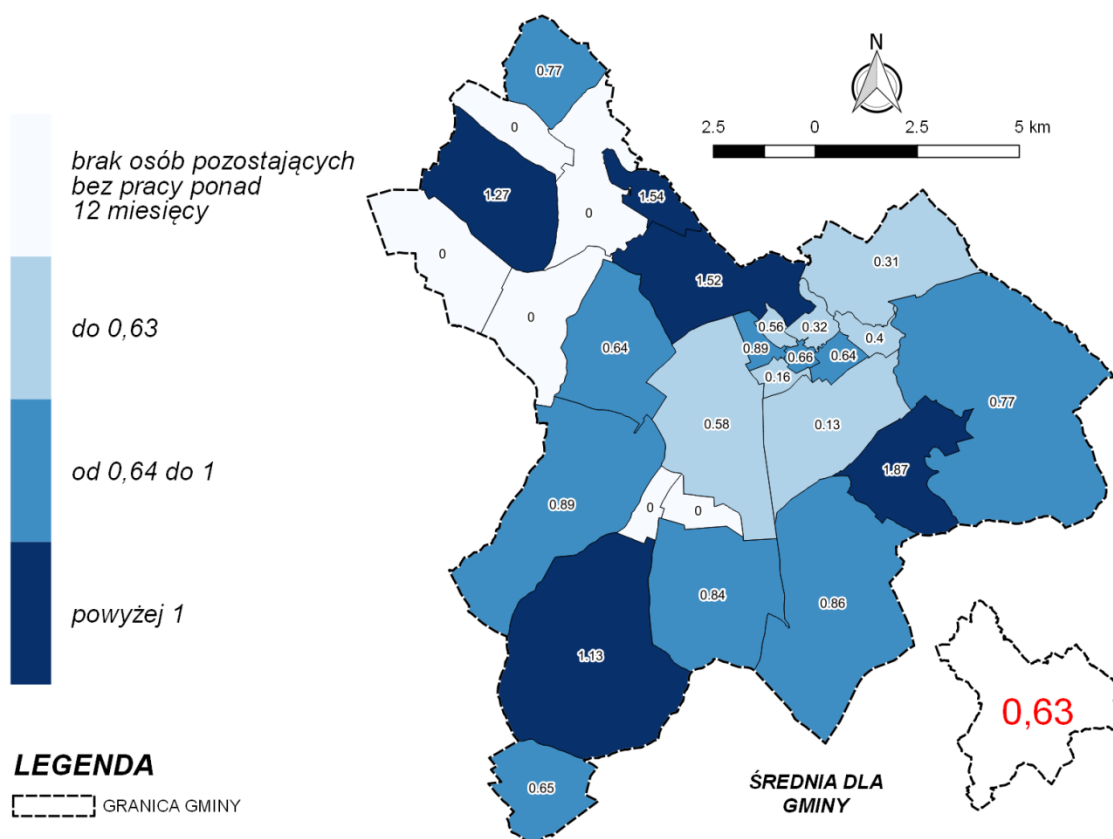 0.77
N
2.5 0 2.5 5 km
brak osób pozostających
bez pracy ponad
12 miesięcy
0
1.27
1.54
0
0
0.31
1.52
0
do 0,63
0.56
0.32
0.4
0.64
0.89
0.66
0.64
0.16
0.77
0.58
0.13
od 0,64 do 1
1.87
0.89
0
0
0.84
0.86
powyżej 1
1.13
0,63
LEGENDA
GRANICA GMINY
0.65
ŚREDNIA DLA
GMINY